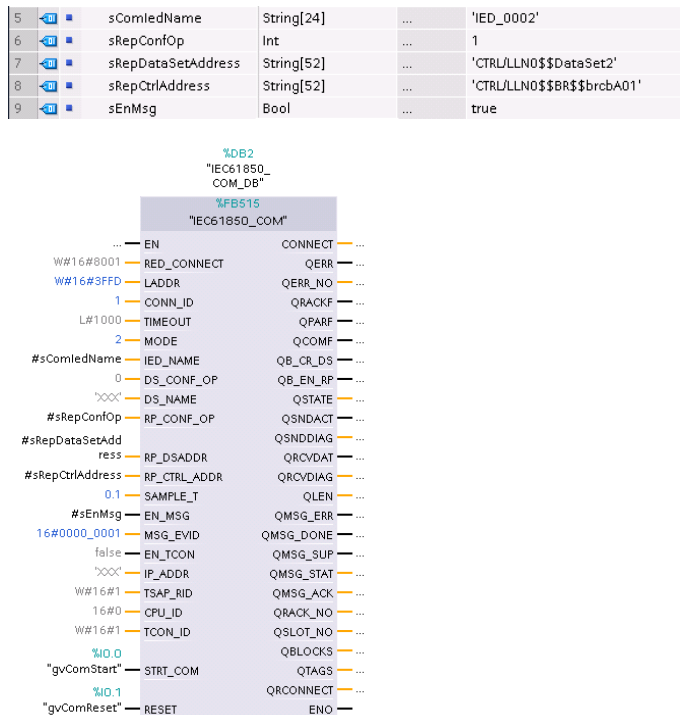 5 sComIedName String[24] ... 'IED_0002'
6 sRepConfOp Int ... 1
7 sRepDataSetAddress String[52] ... 'CTRL/LLN0$$DataSet2'
8 sRepCtrlAddress String[52] ... 'CTRL/LLN0$$BR$$brcbA01'
9 sEnMsg Bool ... true
%DB2
"IEC61850_
COM_DB"
%FB515
"IEC61850_COM"
... EN CONNECT ...
W#16#8001 RED_CONNECT QERR ...
W#16#3FFD LADDR QERR_NO ...
1 CONN_ID QRACKF ...
L#1000 TIMEOUT QPARF ...
2 MODE QCOMF ...
#sComIedName IED_NAME QB_CR_DS ...
0 DS_CONF_OP QB_EN_RP ...
'XXX' DS_NAME QSTATE ...
#sRepConfOp RP_CONF_OP QSNDACT ...
#sRepDataSetAdd QSNDDIAG ...
ress RP_DSADDR QRCVDAT ...
#sRepCtrlAddress RP_CTRL_ADDR QRCVDIAG ...
0.1 SAMPLE_T QLEN ...
#sEnMsg EN_MSG QMSG_ERR ...
16#0000_0001 MSG_EVID QMSG_DONE ...
false EN_TCON QMSG_SUP ...
'XXX' IP_ADDR QMSG_STAT ...
W#16#1 TSAP_RID QMSG_ACK ...
16#0 CPU_ID QRACK_NO ...
W#16#1 TCON_ID QSLOT_NO ...
%I0.0 QBLOCKS ...
"gvComStart" STRT_COM QTAGS ...
%I0.1 QRCONNECT ...
"gvComReset" RESET ENO